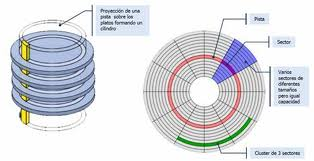 Proyección de una
pista sobre los
platos formando un
cilindro
Pista
Sector
Varios
sectores de
diferentes
tamaños
pero igual
capacidad
Cluster de 3 sectores